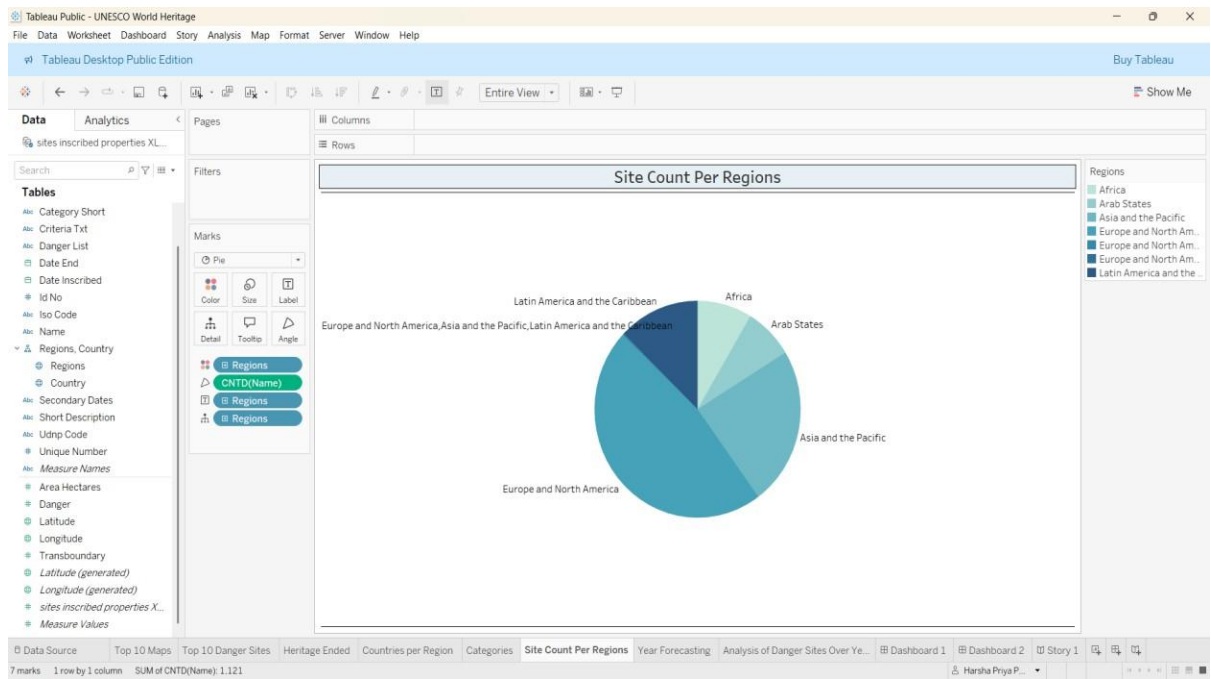 Tableau Public - UNESCO World Heritage
File Data Worksheet Dashboard Story Analysis Map Format Server Window Help
Tableau Desktop Public Edition
Buy Tableau
Entire View
Show Me
Data Analytics
sites inscribed properties XL...
Search
Tables
Abc Category Short
Abc Criteria Txt
Abc Danger List
Date End
Date Inscribed
# Id No
Abc Iso Code
Abc Name
Regions, Country
Regions
Country
Abc Secondary Dates
Abc Short Description
Abc Udnp Code
# Unique Number
Abc Measure Names
# Area Hectares
# Danger
Latitude
Longitude
# Transboundary
Latitude (generated)
Longitude (generated)
# sites inscribed properties X...
# Measure Values
Pages
Filters
Marks
Pie
Color Size Label
Detail Tooltip Angle
Regions
CNTD(Name)
Regions
Regions
Columns
Rows
Site Count Per Regions
Latin America and the Caribbean
Africa
Europe and North America,Asia and the Pacific,Latin America and the Caribbean
Arab States
Asia and the Pacific
Europe and North America
Regions
Africa
Arab States
Asia and the Pacific
Europe and North Am..
Europe and North Am..
Europe and North Am..
Latin America and the ..
Data Source Top 10 Maps Top 10 Danger Sites Heritage Ended Countries per Region Categories Site Count Per Regions Year Forecasting Analysis of Danger Sites Over Ye... Dashboard 1 Dashboard 2 Story 1
7 marks 1 row by 1 column SUM of CNTD(Name): 1,121
Harsha Priya P...